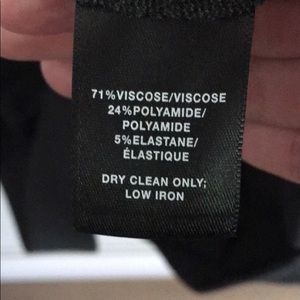 71%VISCOSE/VISCOSE
24%POLYAMIDE/
POLYAMIDE
5%ELASTANE/
ÉLASTIQUE
DRY CLEAN ONLY;
LOW IRON